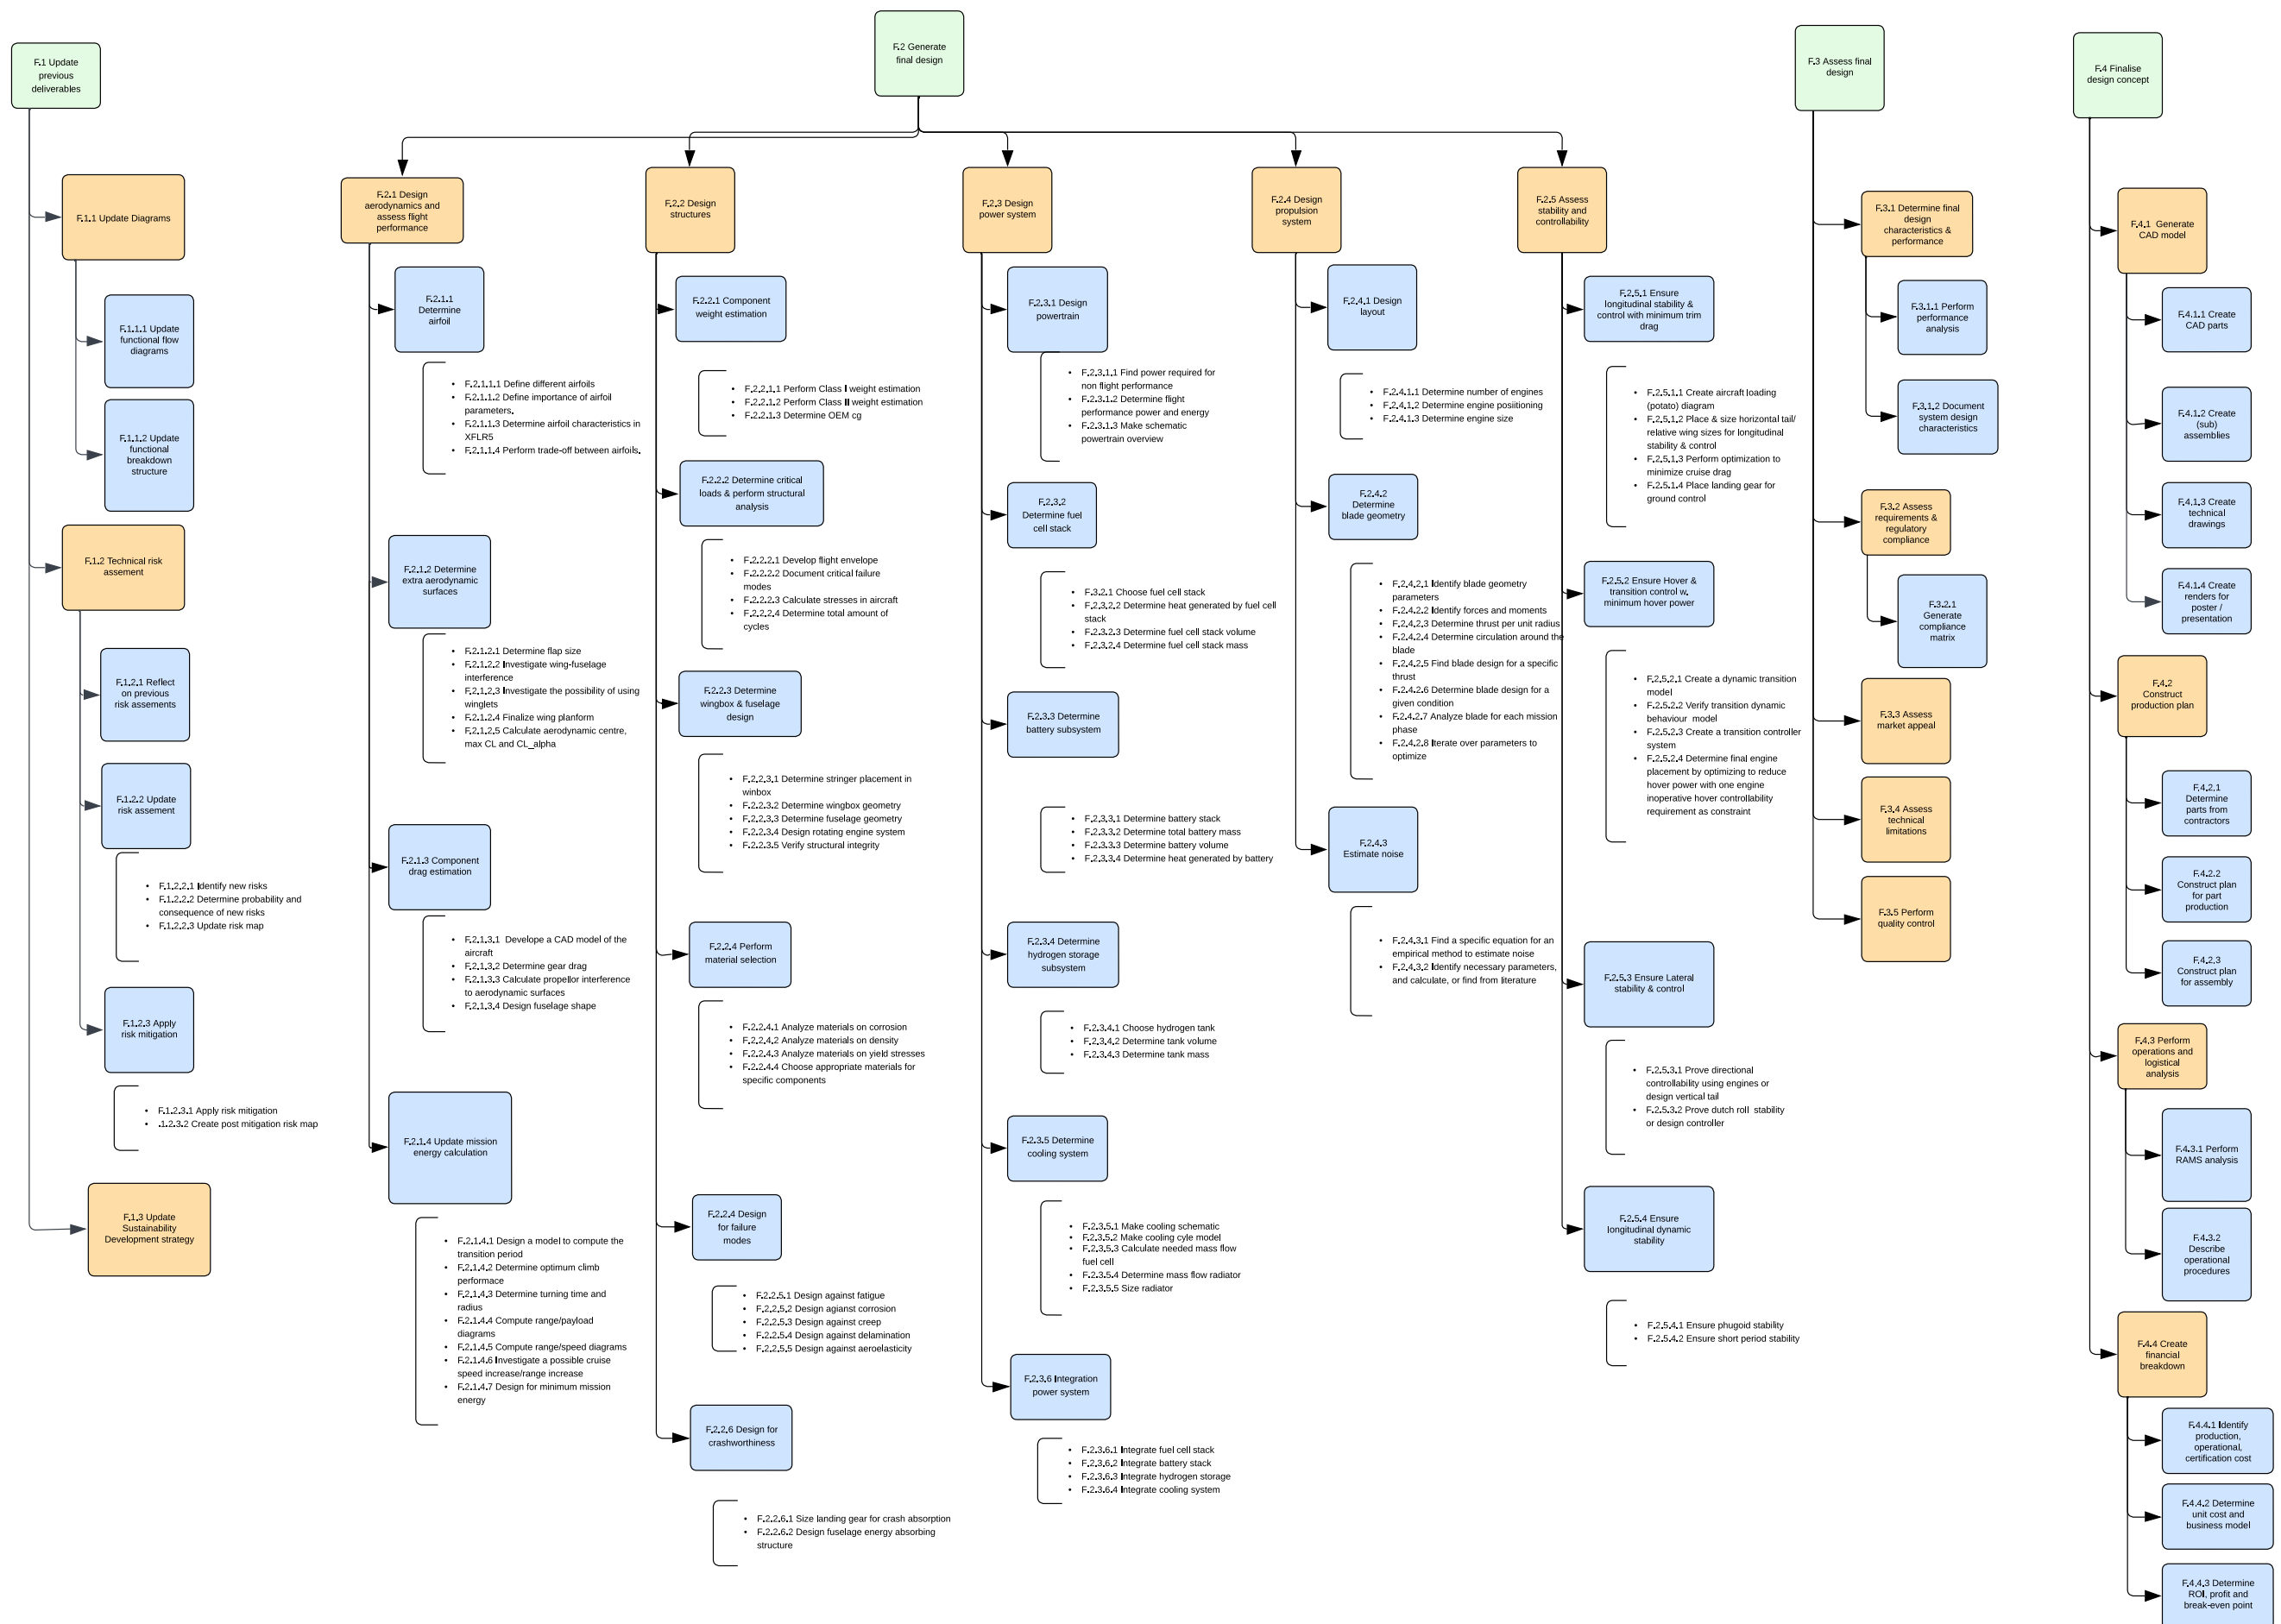 F.1 Update
previous
deliverables
F.1.1 Update Diagrams
F.1.1.1 Update
functional flow
diagrams
F.1.1.2 Update
functional
breakdown
structure
F.1.2 Technical risk
assement
F.1.2.1 Reflect
on previous
risk assements
F.1.2.2 Update
risk assement
• F.1.2.2.1 Identify new risks
• F.1.2.2.2 Determine probability and
consequence of new risks
• F.1.2.2.3 Update risk map
F.1.2.3 Apply
risk mitigation
• F.1.2.3.1 Apply risk mitigation
• .1.2.3.2 Create post mitigation risk map
F.1.3 Update
Sustainability
Development strategy
F.2 Generate
final design
F.2.1 Design
aerodynamics and
assess flight
performance
F.2.1.1
Determine
airfoil
• F.2.1.1.1 Define different airfoils
• F.2.1.1.2 Define importance of airfoil
parameters.
• F.2.1.1.3 Determine airfoil characteristics in
XFLR5
• F.2.1.1.4 Perform trade-off between airfoils.
F.2.1.2 Determine
extra aerodynamic
surfaces
• F.2.1.2.1 Determine flap size
• F.2.1.2.2 Investigate wing-fuselage
interference
• F.2.1.2.3 Investigate the possibility of using
winglets
• F.2.1.2.4 Finalize wing planform
• F.2.1.2.5 Calculate aerodynamic centre,
max CL and CL_alpha
F.2.1.3 Component
drag estimation
• F.2.1.3.1  Develope a CAD model of the
aircraft
• F.2.1.3.2 Determine gear drag
• F.2.1.3.3 Calculate propellor interference
to aerodynamic surfaces
• F.2.1.3.4 Design fuselage shape
F.2.1.4 Update mission
energy calculation
• F.2.1.4.1 Design a model to compute the
transition period
• F.2.1.4.2 Determine optimum climb
performace
• F.2.1.4.3 Determine turning time and
radius
• F.2.1.4.4 Compute range/payload
diagrams
• F.2.1.4.5 Compute range/speed diagrams
• F.2.1.4.6 Investigate a possible cruise
speed increase/range increase
• F.2.1.4.7 Design for minimum mission
energy
F.2.2 Design
structures
F.2.2.1 Component
weight estimation
• F.2.2.1.1 Perform Class I weight estimation
• F.2.2.1.2 Perform Class II weight estimation
• F.2.2.1.3 Determine OEM cg
F.2.2.2 Determine critical
loads & perform structural
analysis
• F.2.2.2.1 Develop flight envelope
• F.2.2.2.2 Document critical failure
modes
• F.2.2.2.3 Calculate stresses in aircraft
• F.2.2.2.4 Determine total amount of
cycles
F.2.2.3 Determine
wingbox & fuselage
design
• F.2.2.3.1 Determine stringer placement in
winbox
• F.2.2.3.2 Determine wingbox geometry
• F.2.2.3.3 Determine fuselage geometry
• F.2.2.3.4 Design rotating engine system
• F.2.2.3.5 Verify structural integrity
F.2.2.4 Perform
material selection
• F.2.2.4.1 Analyze materials on corrosion
• F.2.2.4.2 Analyze materials on density
• F.2.2.4.3 Analyze materials on yield stresses
• F.2.2.4.4 Choose appropriate materials for
specific components
F.2.2.4 Design
for failure
modes
• F.2.2.5.1 Design against fatigue
• F.2.2.5.2 Design agianst corrosion
• F.2.2.5.3 Design against creep
• F.2.2.5.4 Design against delamination
• F.2.2.5.5 Design against aeroelasticity
F.2.2.6 Design for
crashworthiness
• F.2.2.6.1 Size landing gear for crash absorption
• F.2.2.6.2 Design fuselage energy absorbing
structure
F.2.3 Design
power system
F.2.3.1 Design
powertrain
• F.2.3.1.1 Find power required for
non flight performance
• F.2.3.1.2 Determine flight
performance power and energy
• F.2.3.1.3 Make schematic
powertrain overview
F.2.3.2
Determine fuel
cell stack
• F.3.2.1 Choose fuel cell stack
• F.2.3.2.2 Determine heat generated by fuel cell
stack
• F.2.3.2.3 Determine fuel cell stack volume
• F.2.3.2.4 Determine fuel cell stack mass
F.2.3.3 Determine
battery subsystem
• F.2.3.3.1 Determine battery stack
• F.2.3.3.2 Determine total battery mass
• F.2.3.3.3 Determine battery volume
• F.2.3.3.4 Determine heat generated by battery
F.2.3.4 Determine
hydrogen storage
subsystem
• F.2.3.4.1 Choose hydrogen tank
• F.2.3.4.2 Determine tank volume
• F.2.3.4.3 Determine tank mass
F.2.3.5 Determine
cooling system
• F.2.3.5.1 Make cooling schematic
• F.2.3.5.2 Make cooling cyle model
• F.2.3.5.3 Calculate needed mass flow
fuel cell
• F.2.3.5.4 Determine mass flow radiator
• F.2.3.5.5 Size radiator
F.2.3.6 Integration
power system
• F.2.3.6.1 Integrate fuel cell stack
• F.2.3.6.2 Integrate battery stack
• F.2.3.6.3 Integrate hydrogen storage
• F.2.3.6.4 Integrate cooling system
F.2.4 Design
propulsion
system
F.2.4.1 Design
layout
• F.2.4.1.1 Determine number of engines
• F.2.4.1.2 Determine engine posiitioning
• F.2.4.1.3 Determine engine size
F.2.4.2
Determine
blade geometry
• F.2.4.2.1 Identify blade geometry
parameters
• F.2.4.2.2 Identify forces and moments
• F.2.4.2.3 Determine thrust per unit radius
• F.2.4.2.4 Determine circulation around the
blade
• F.2.4.2.5 Find blade design for a specific
thrust
• F.2.4.2.6 Determine blade design for a
given condition
• F.2.4.2.7 Analyze blade for each mission
phase
• F.2.4.2.8 Iterate over parameters to
optimize
F.2.4.3
Estimate noise
• F.2.4.3.1 Find a specific equation for an
empirical method to estimate noise
• F.2.4.3.2 Identify necessary parameters,
and calculate, or find from literature
F.2.5 Assess
stability and
controllability
F.2.5.1 Ensure
longitudinal stability &
control with minimum trim
drag
• F.2.5.1.1 Create aircraft loading
(potato) diagram
• F.2.5.1.2 Place & size horizontal tail/
relative wing sizes for longitudinal
stability & control
• F.2.5.1.3 Perform optimization to
minimize cruise drag
• F.2.5.1.4 Place landing gear for
ground control
F.2.5.2 Ensure Hover &
transition control w.
minimum hover power
• F.2.5.2.1 Create a dynamic transition
model
• F.2.5.2.2 Verify transition dynamic
behaviour  model
• F.2.5.2.3 Create a transition controller
system
• F.2.5.2.4 Determine final engine
placement by optimizing to reduce
hover power with one engine
inoperative hover controllability
requirement as constraint
F.2.5.3 Ensure Lateral
stability & control
• F.2.5.3.1 Prove directional
controllability using engines or
design vertical tail
• F.2.5.3.2 Prove dutch roll  stability
or design controller
F.2.5.4 Ensure
longitudinal dynamic
stability
• F.2.5.4.1 Ensure phugoid stability
• F.2.5.4.2 Ensure short period stability
F.3 Assess final
design
F.3.1 Determine final
design
characteristics &
performance
F.3.1.1 Perform
performance
analysis
F.3.1.2 Document
system design
characteristics
F.3.2 Assess
requirements &
regulatory
compliance
F.3.2.1
Generate
compliance
matrix
F.3.3 Assess
market appeal
F.3.4 Assess
technical
limitations
F.3.5 Perform
quality control
F.4 Finalise
design concept
F.4.1  Generate
CAD model
F.4.1.1 Create
CAD parts
F.4.1.2 Create
(sub)
assemblies
F.4.1.3 Create
technical
drawings
F.4.1.4 Create
renders for
poster /
presentation
F.4.2
Construct
production plan
F.4.2.1
Determine
parts from
contractors
F.4.2.2
Construct plan
for part
production
F.4.2.3
Construct plan
for assembly
F.4.3 Perform
operations and
logistical
analysis
F.4.3.1 Perform
RAMS analysis
F.4.3.2
Describe
operational
procedures
F.4.4 Create
financial
breakdown
F.4.4.1 Identify
production,
operational,
certification cost
F.4.4.2 Determine
unit cost and
business model
F.4.4.3 Determine
ROI, profit and
break-even point